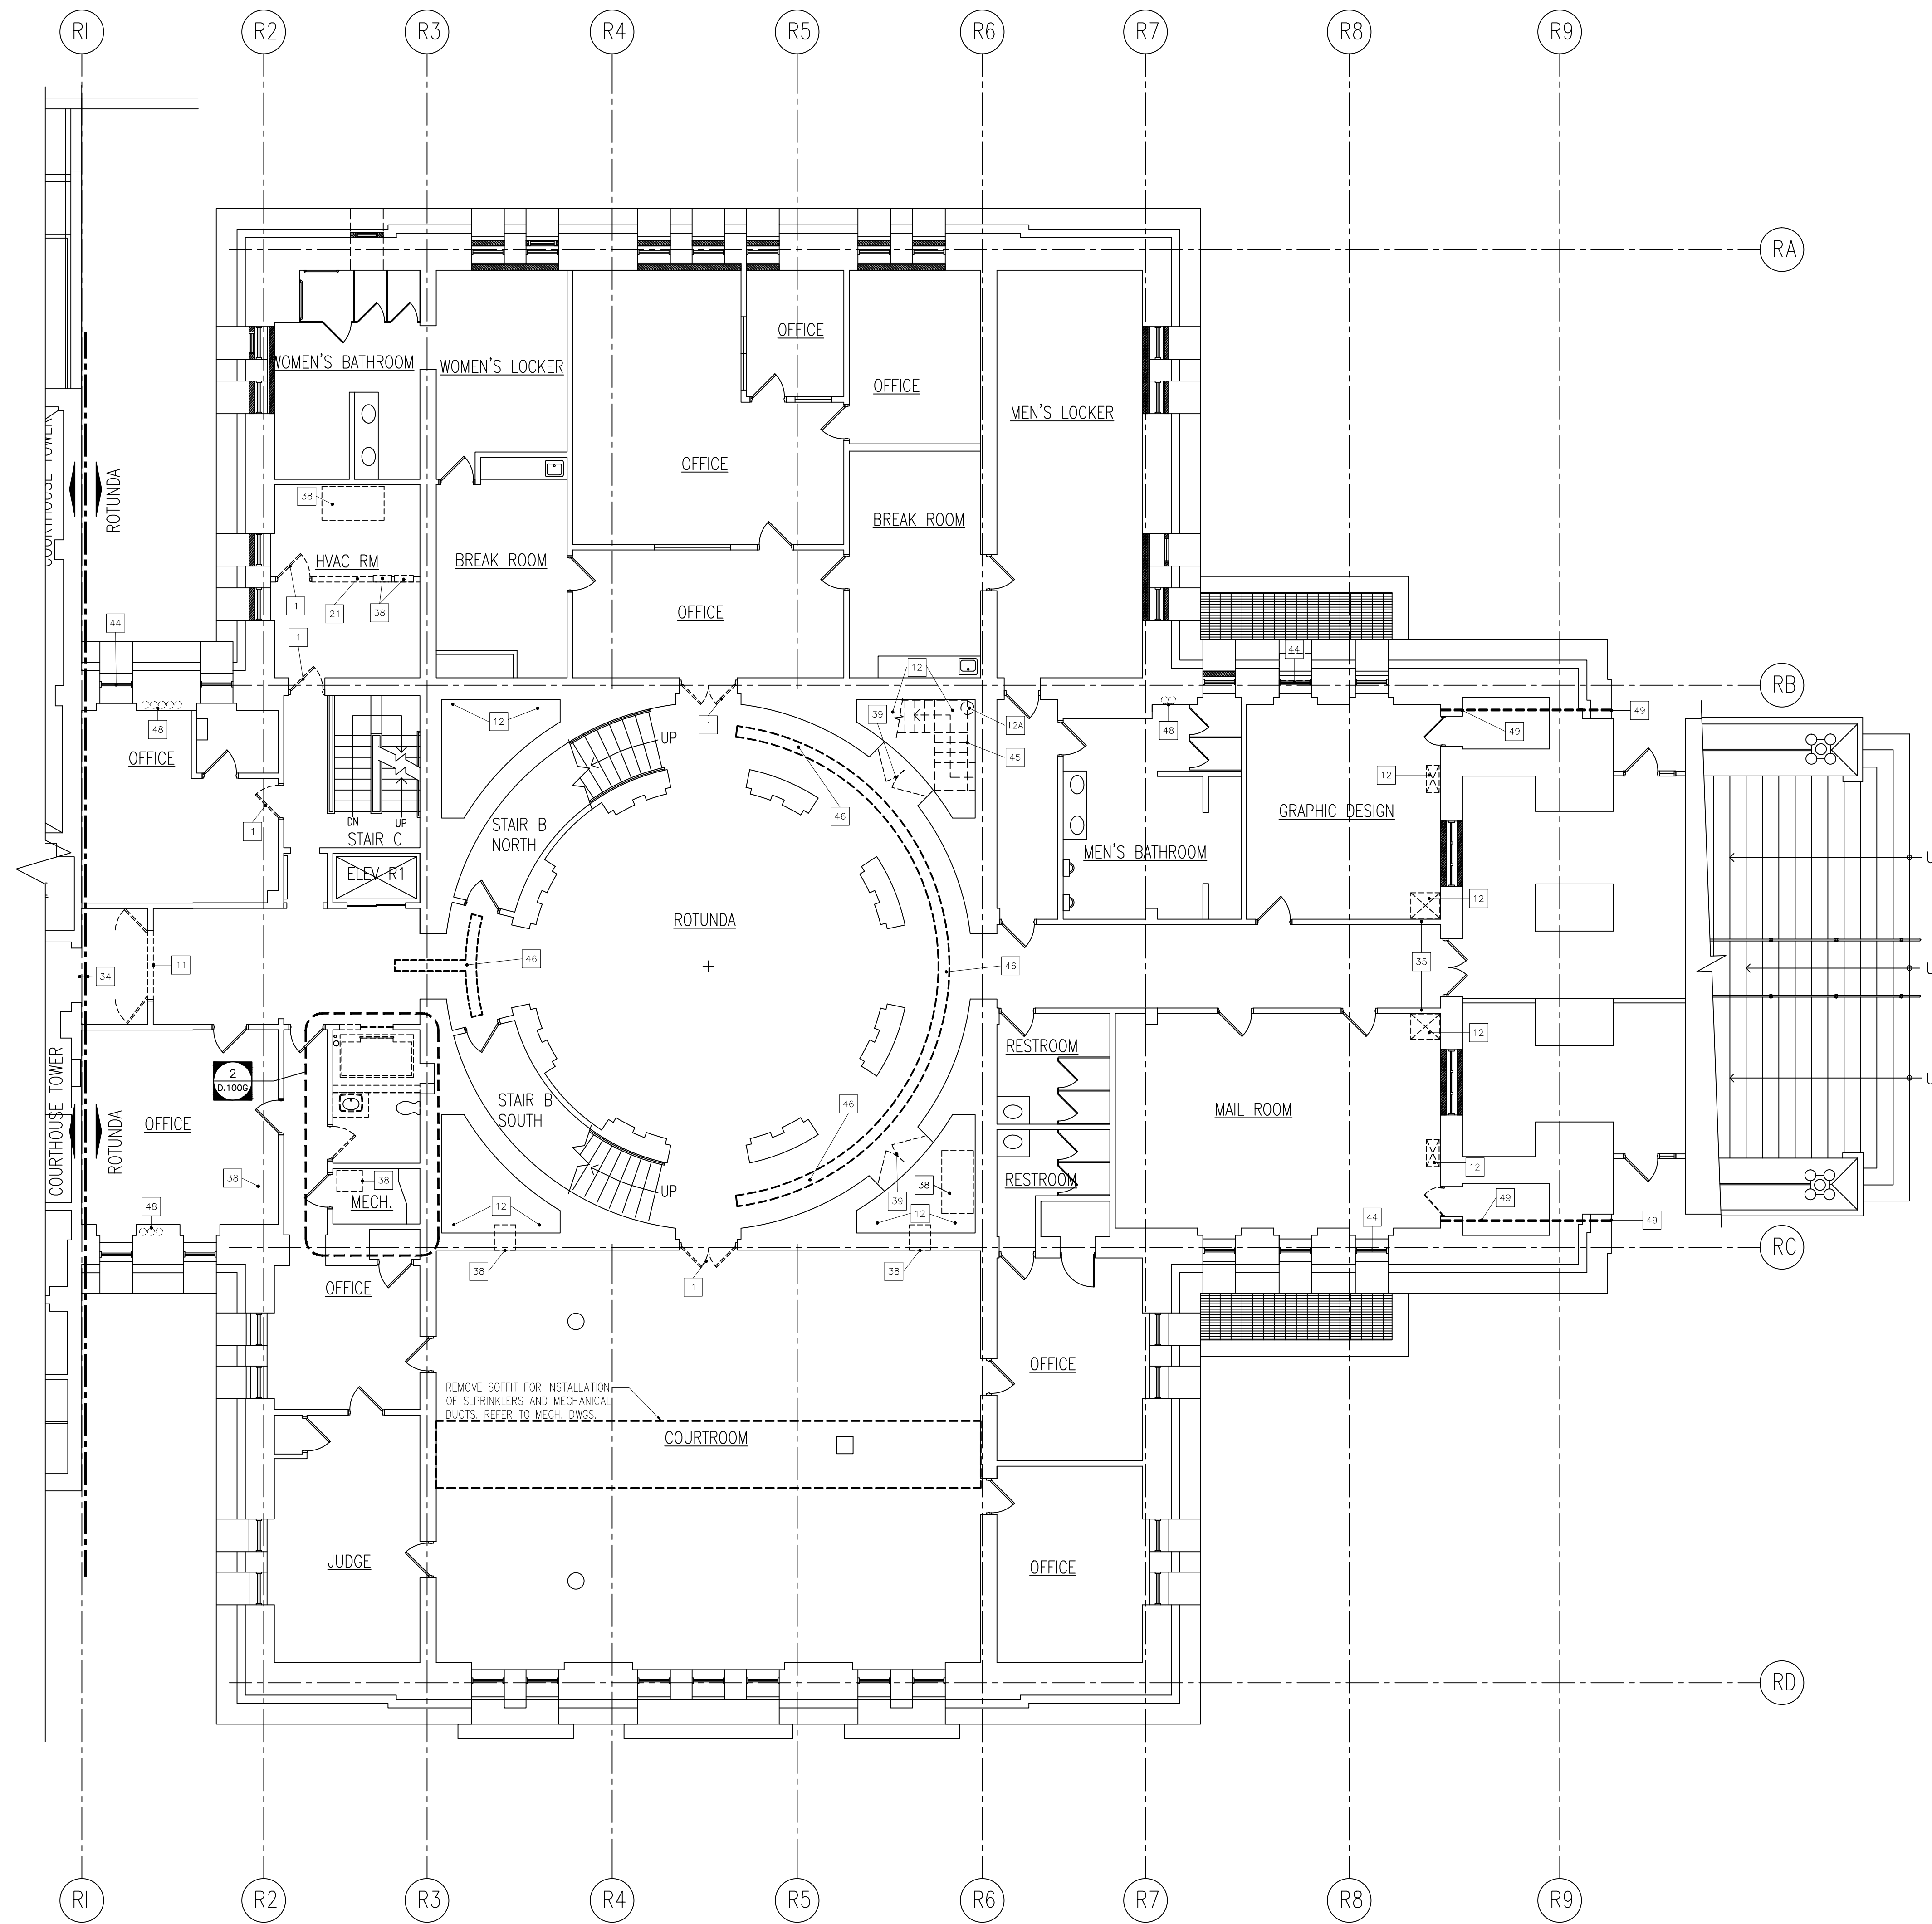 R1
R2
R3
R4
R5
R6
R7
R8
R9
RA
OFFICE
WOMEN'S BATHROOM
WOMEN'S LOCKER
OFFICE
MEN'S LOCKER
COURTHOUSE TOWER
ROTUNDA
OFFICE
38
BREAK ROOM
HVAC RM
BREAK ROOM
1
21
38
OFFICE
44
1
44
12
RB
48
12
1
39
12A
48
49
49
UP
45
OFFICE
12
46
GRAPHIC DESIGN
1
DN
UP
STAIR B
NORTH
STAIR C
MEN'S BATHROOM
ELEV R1
12
ROTUNDA
34
11
46
46
35
RESTROOM
12
2
D.100G
COURTHOUSE TOWER
ROTUNDA
OFFICE
STAIR B
SOUTH
46
MAIL ROOM
12
38
38
MECH.
38
RESTROOM
UP
39
49
48
12
12
44
49
38
1
38
RC
OFFICE
OFFICE
REMOVE SOFFIT FOR INSTALLATION
OF SLPRINKLERS AND MECHANICAL
DUCTS. REFER TO MECH. DWGS.
COURTROOM
JUDGE
OFFICE
RD
R1
R2
R3
R4
R5
R6
R7
R8
R9